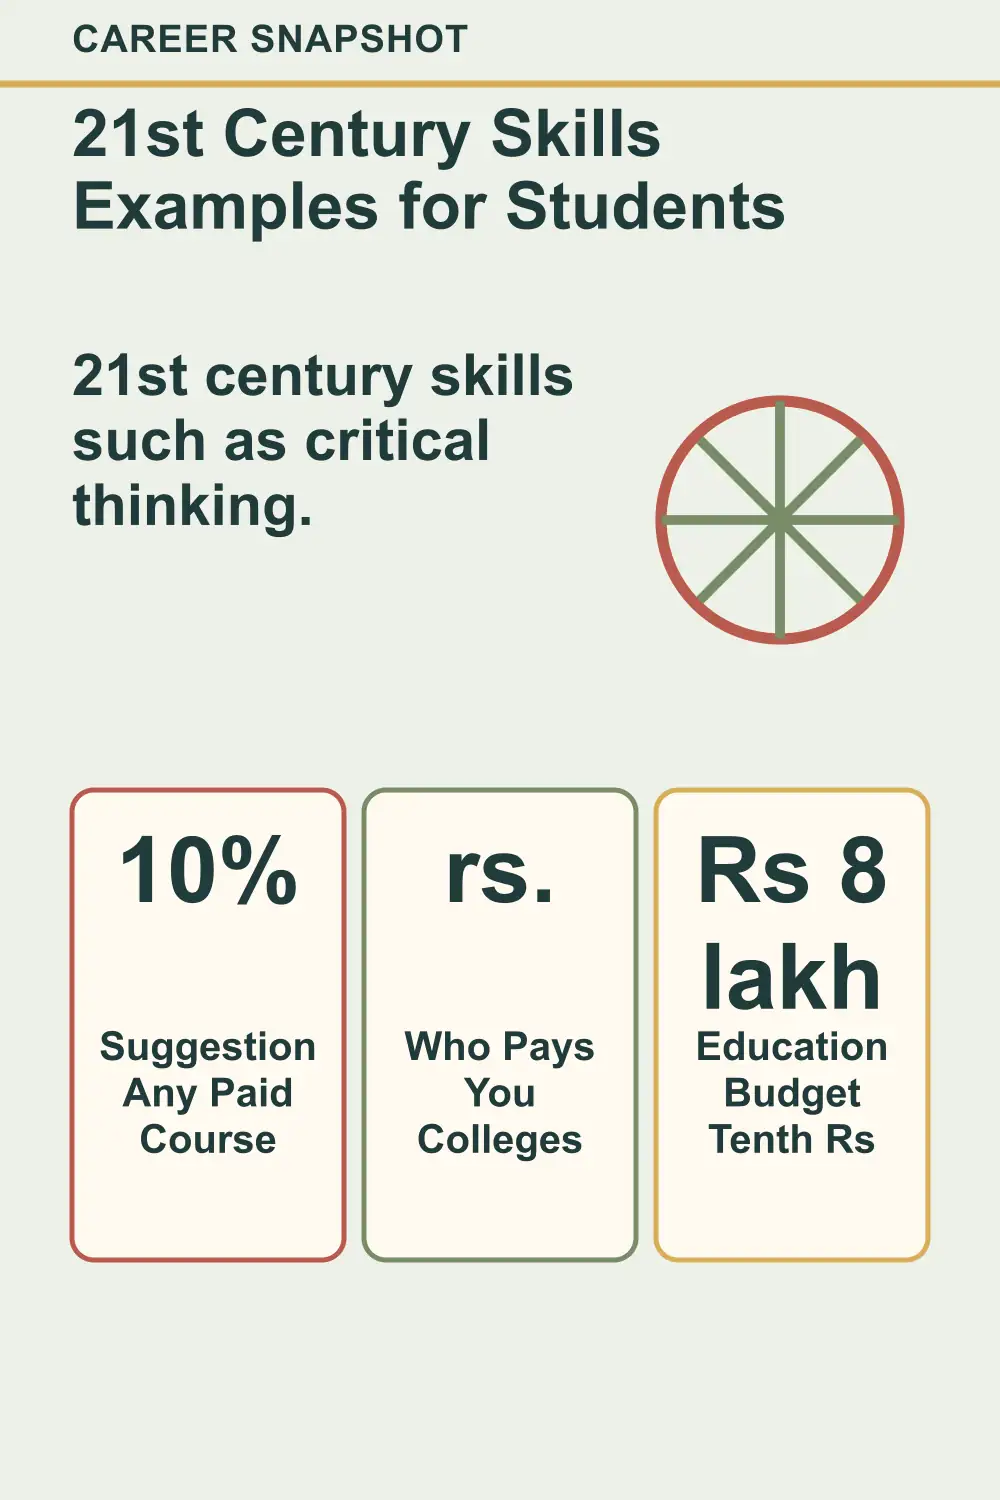 CAREER SNAPSHOT
21st Century Skills
Examples for Students
21st century skills
such as critical
thinking.
10%
Suggestion
Any Paid
Course
rs.
Who Pays
You
Colleges
Rs 8
lakh
Education
Budget
Tenth Rs